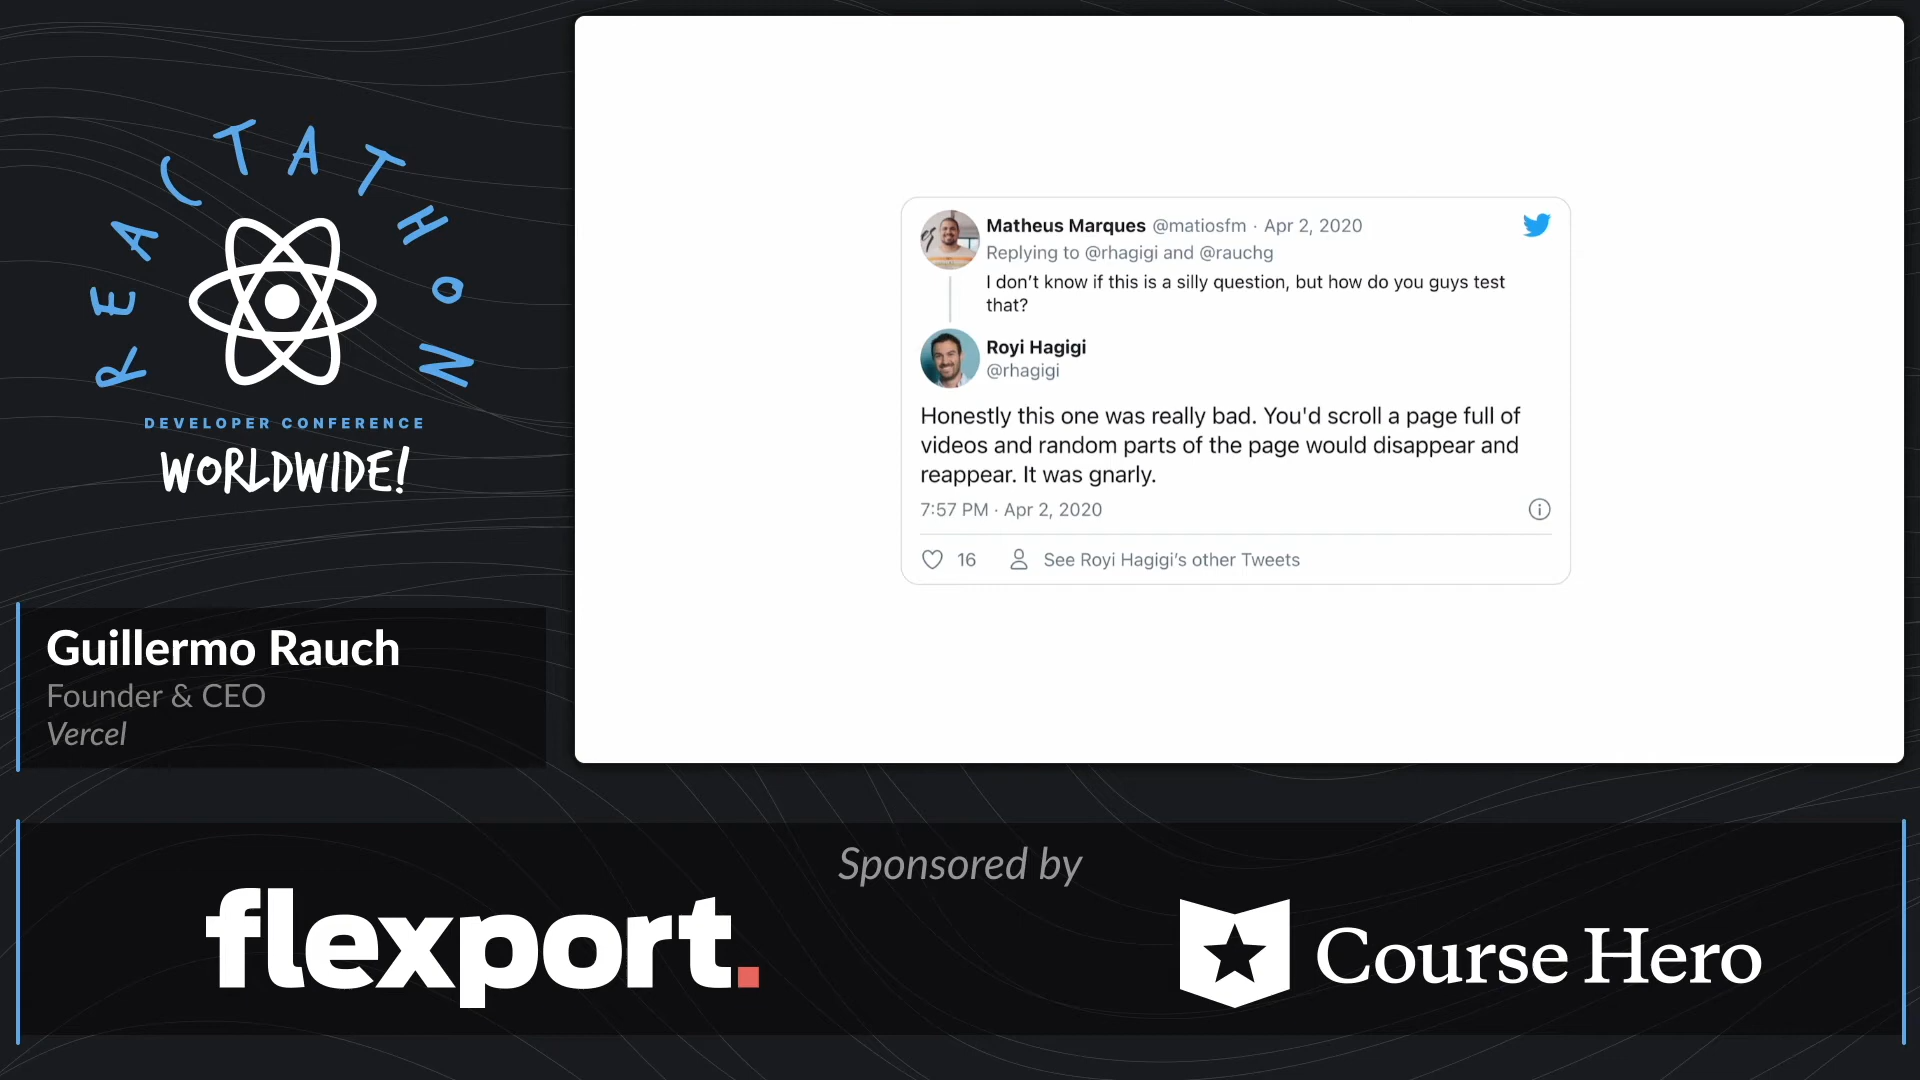 REACTATHON
DEVELOPER CONFERENCE
WORLDWIDE!
Matheus Marques @matiosfm · Apr 2, 2020
Replying to @rhagigi and @rauchg
I don’t know if this is a silly question, but how do you guys test
that?
Royi Hagigi
@rhagigi
Honestly this one was really bad. You'd scroll a page full of
videos and random parts of the page would disappear and
reappear. It was gnarly.
7:57 PM · Apr 2, 2020
16 See Royi Hagigi’s other Tweets
Guillermo Rauch
Founder & CEO
Vercel
Sponsored by
flexport.
Course Hero